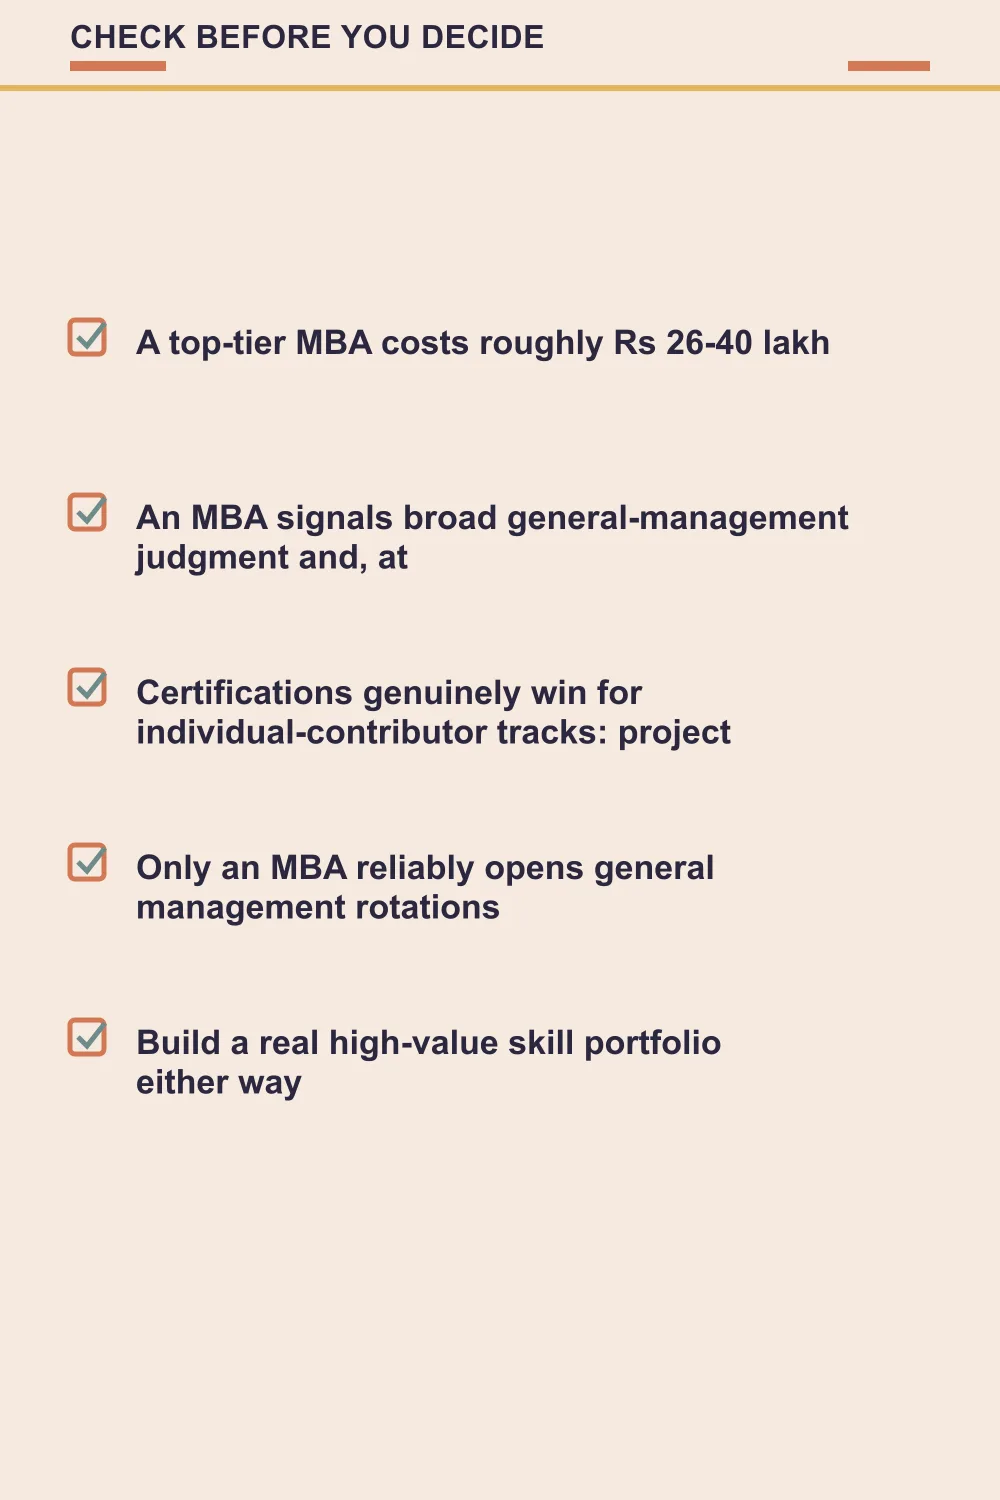 CHECK BEFORE YOU DECIDE
A top-tier MBA costs roughly Rs 26-40 lakh
An MBA signals broad general-management
judgment and, at
Certifications genuinely win for
individual-contributor tracks: project
Only an MBA reliably opens general
management rotations
Build a real high-value skill portfolio
either way